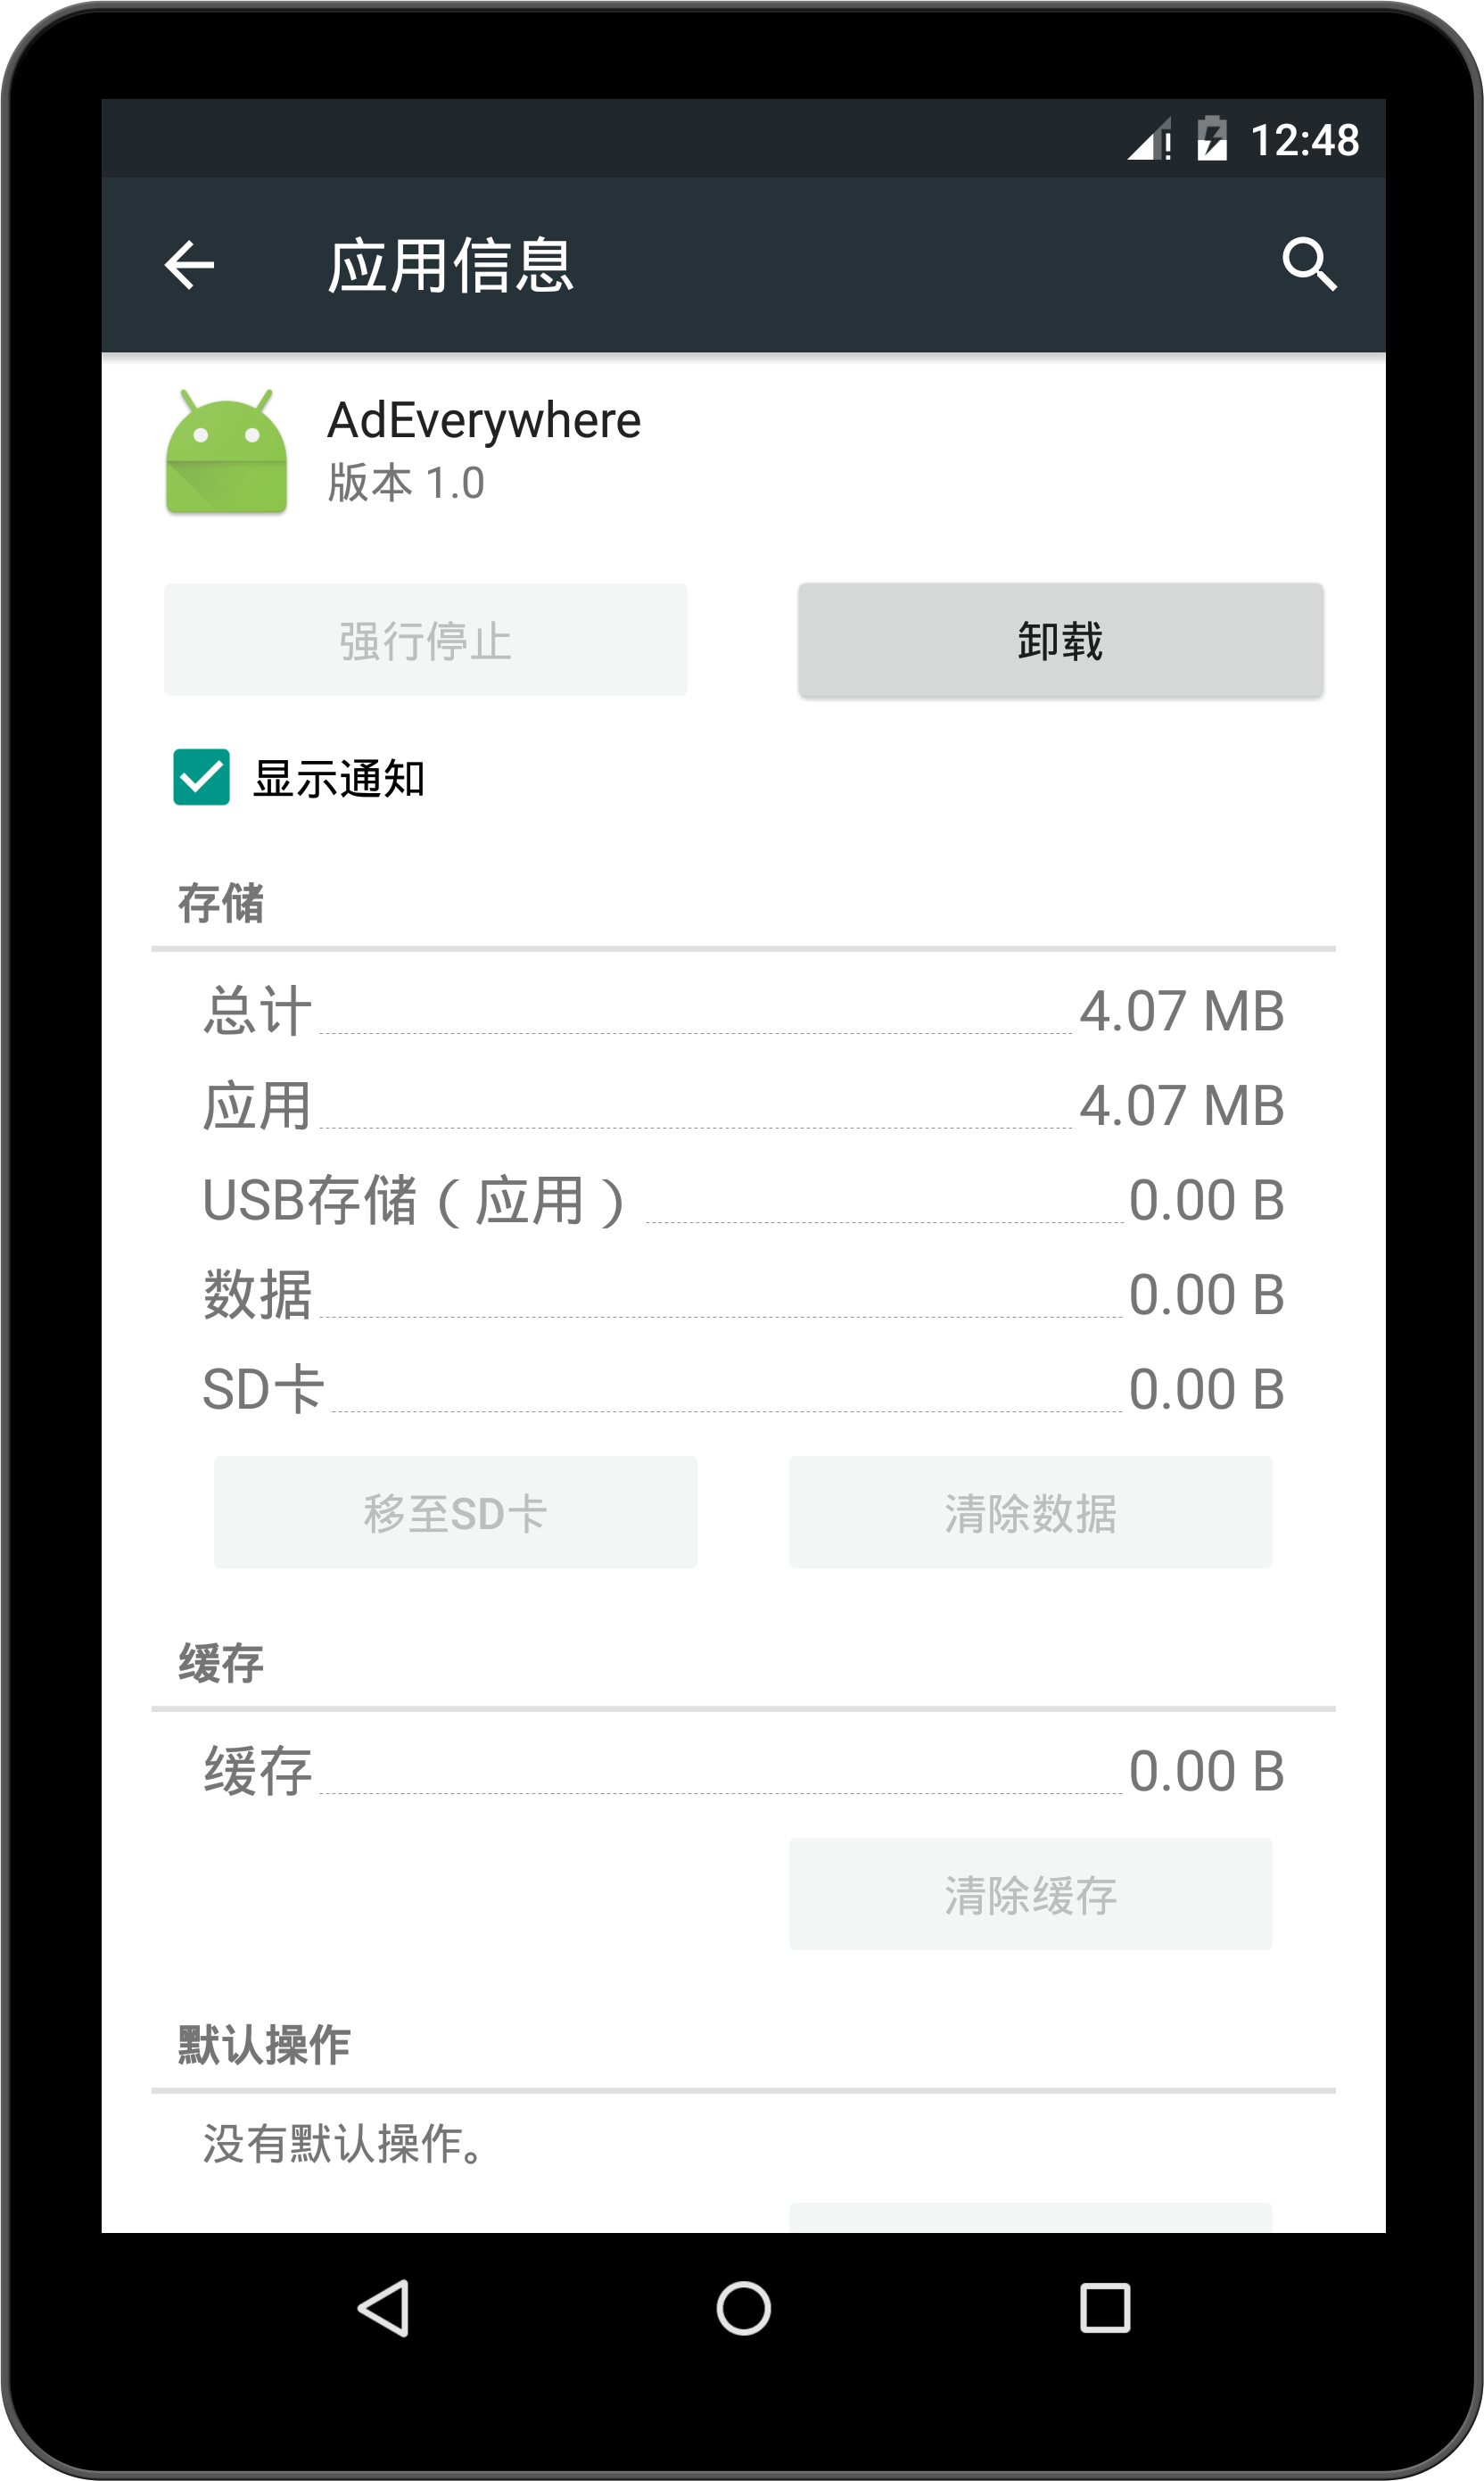 12:48
应用信息
AdEverywhere
版本 1.0
强行停止
卸载
显示通知
存储
总计 4.07 MB
应用 4.07 MB
USB存储（应用） 0.00 B
数据 0.00 B
SD卡 0.00 B
移至SD卡
清除数据
缓存
缓存 0.00 B
清除缓存
默认操作
没有默认操作。